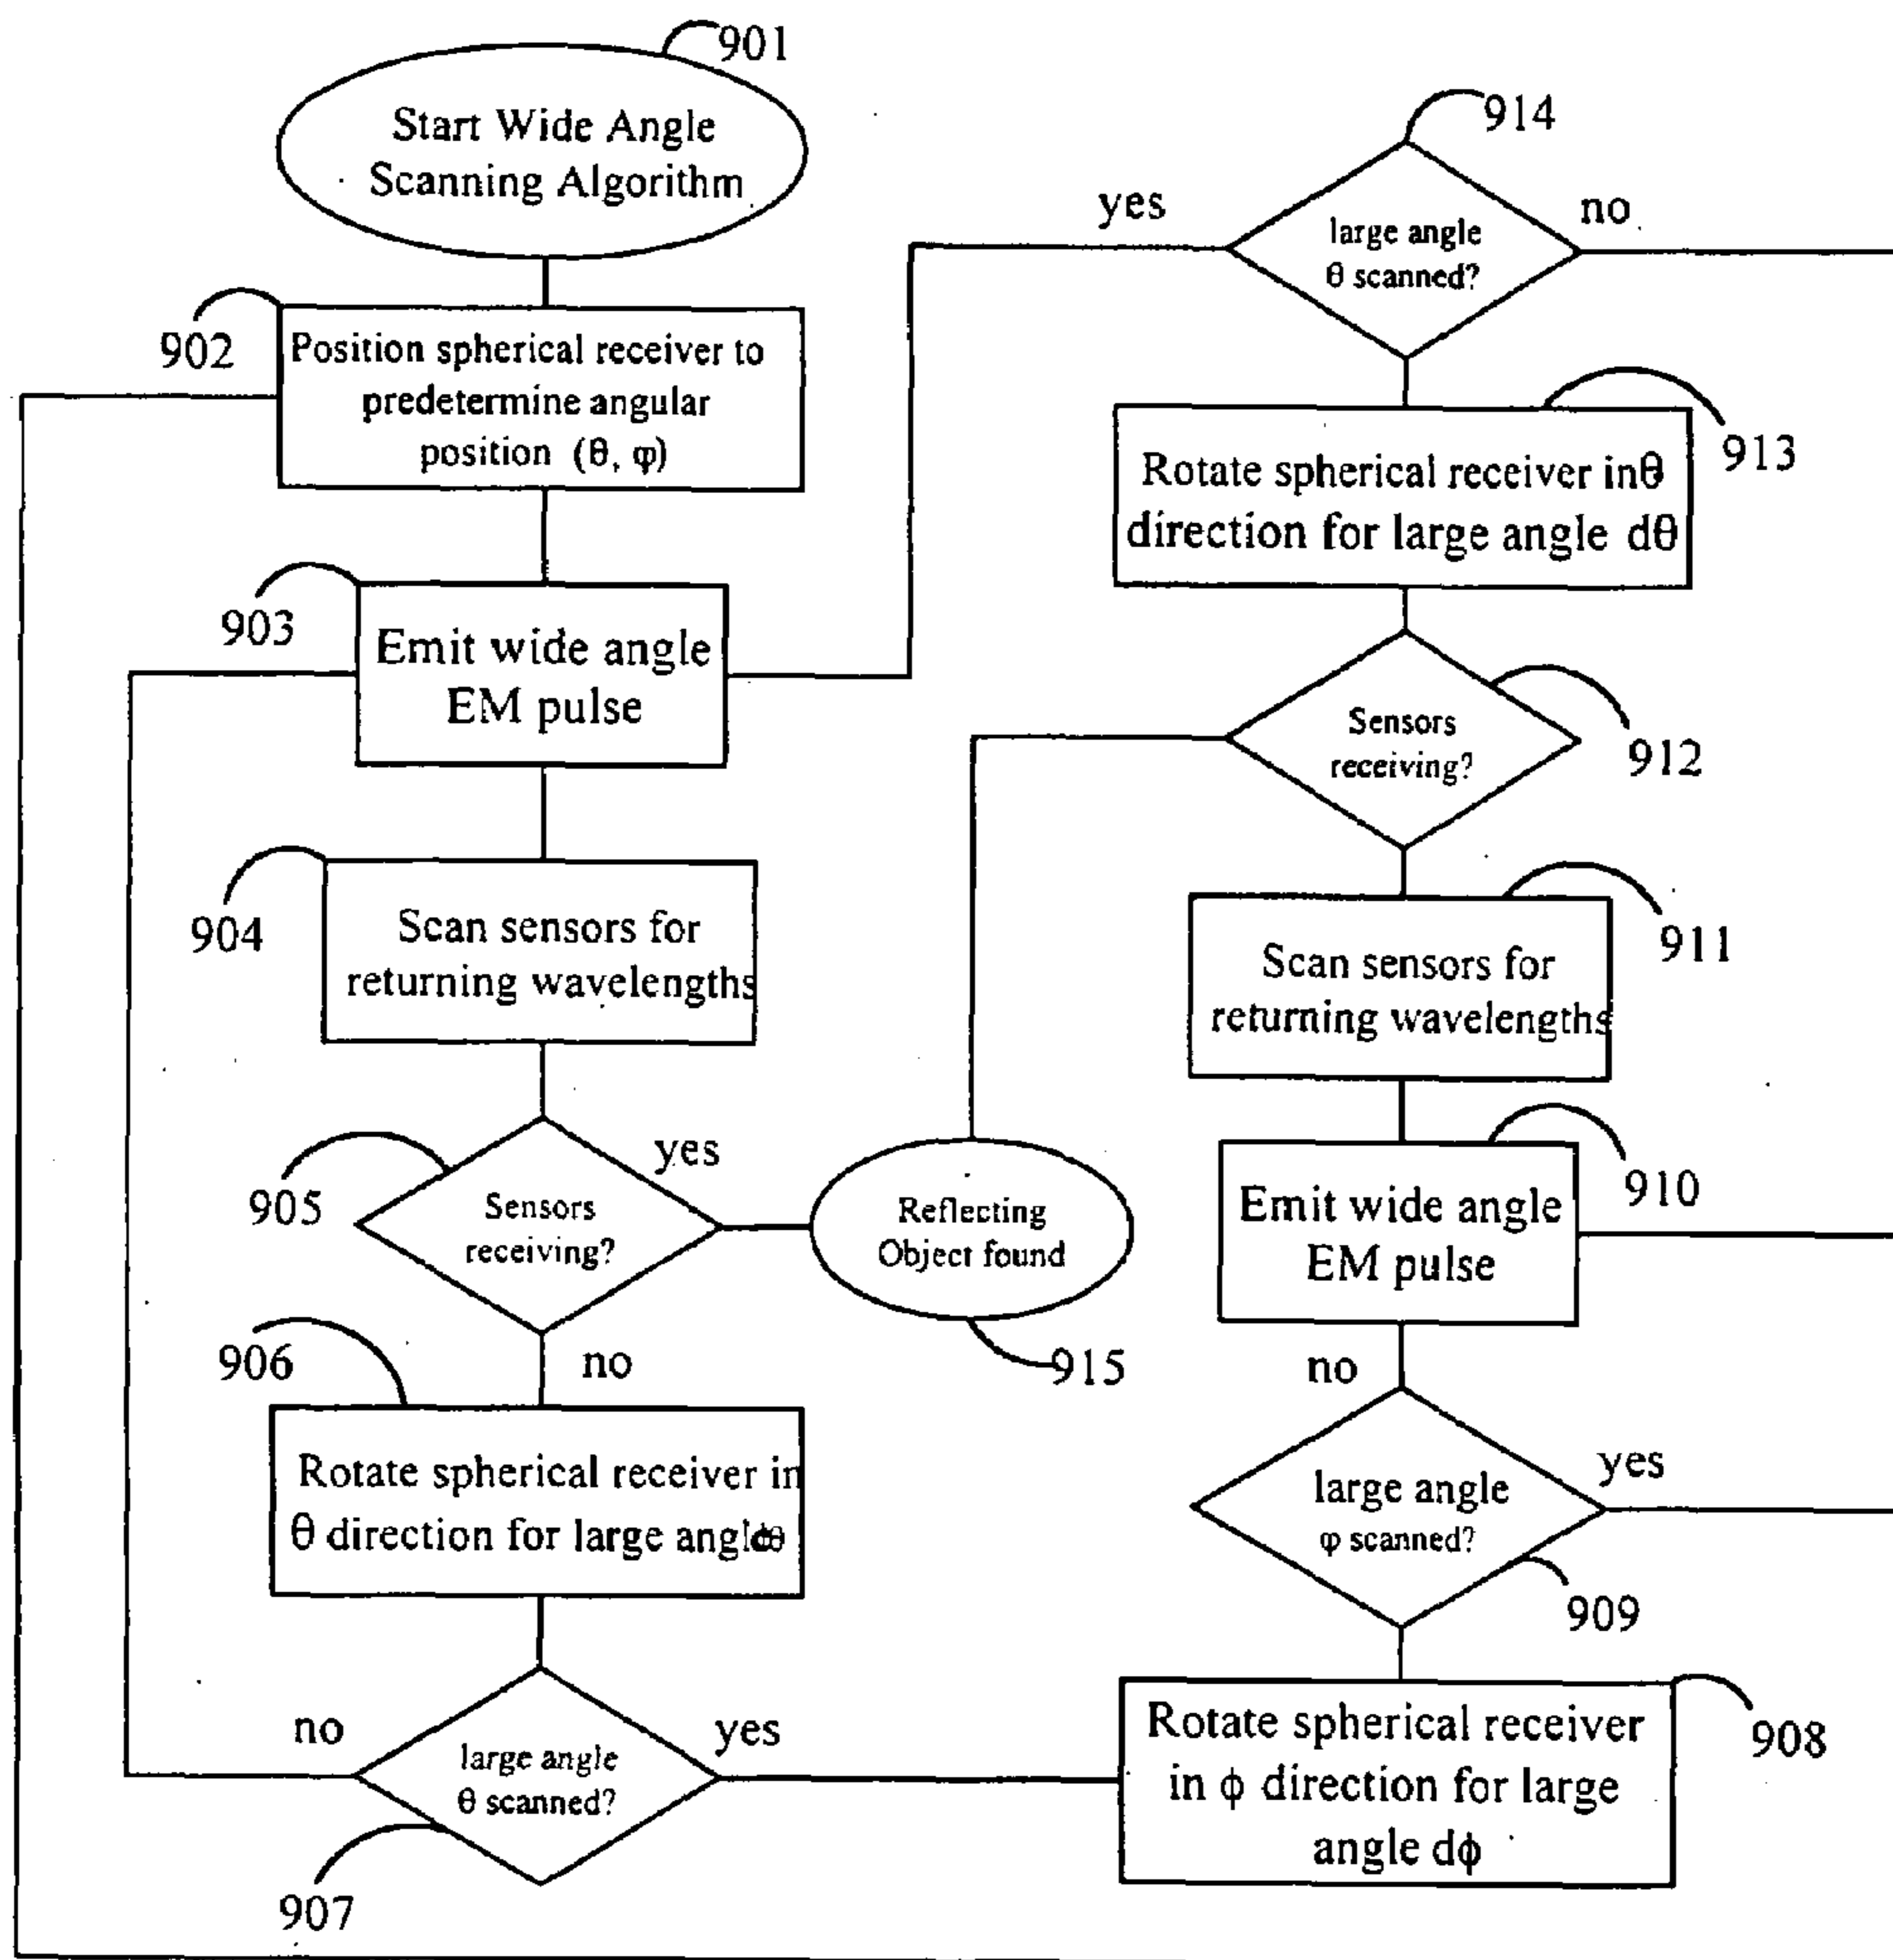 901
Start Wide Angle
Scanning Algorithm
902
Position spherical receiver to
predetermine angular
position (θ, φ)
903
Emit wide angle
EM pulse
904
Scan sensors for
returning wavelengths
905
Sensors
receiving?
yes
no
906
Rotate spherical receiver in
θ direction for large angle dθ
no
large angle
θ scanned?
yes
907
Reflecting
Object found
915
914
yes
large angle
θ scanned?
no
913
Rotate spherical receiver inθ
direction for large angle dθ
Sensors
receiving?
912
911
Scan sensors for
returning wavelengths
910
Emit wide angle
EM pulse
no
large angle
φ scanned?
yes
909
Rotate spherical receiver
in ϕ direction for large
angle dϕ
908